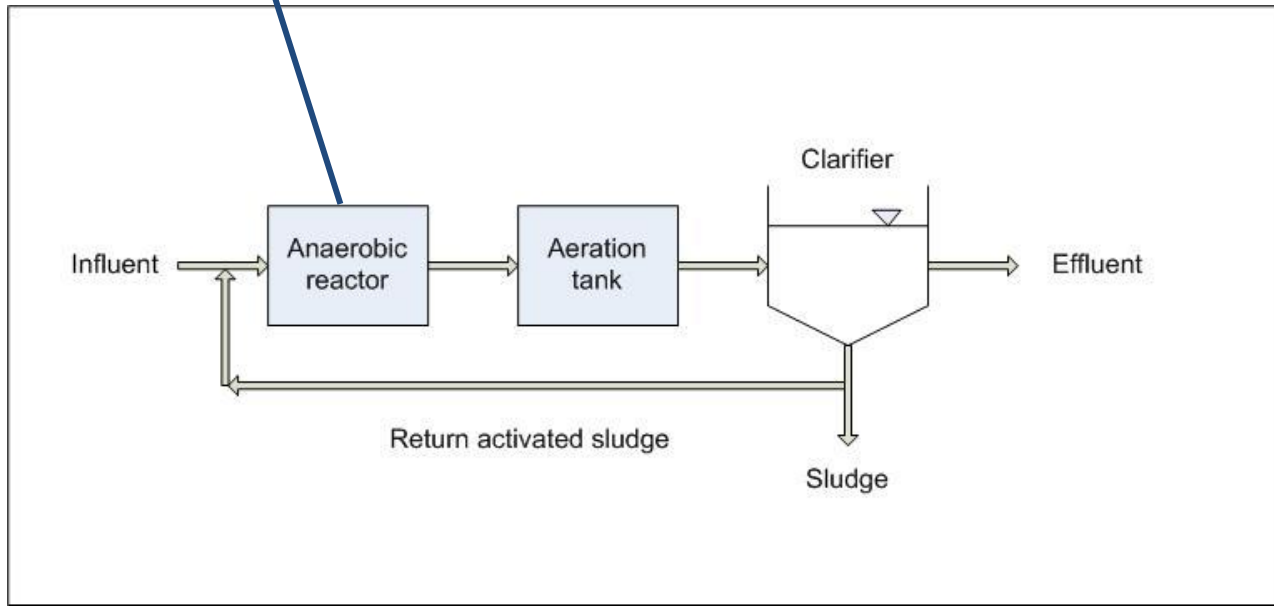 Clarifier
Influent
Anaerobic
reactor
Aeration
tank
Effluent
Return activated sludge
Sludge